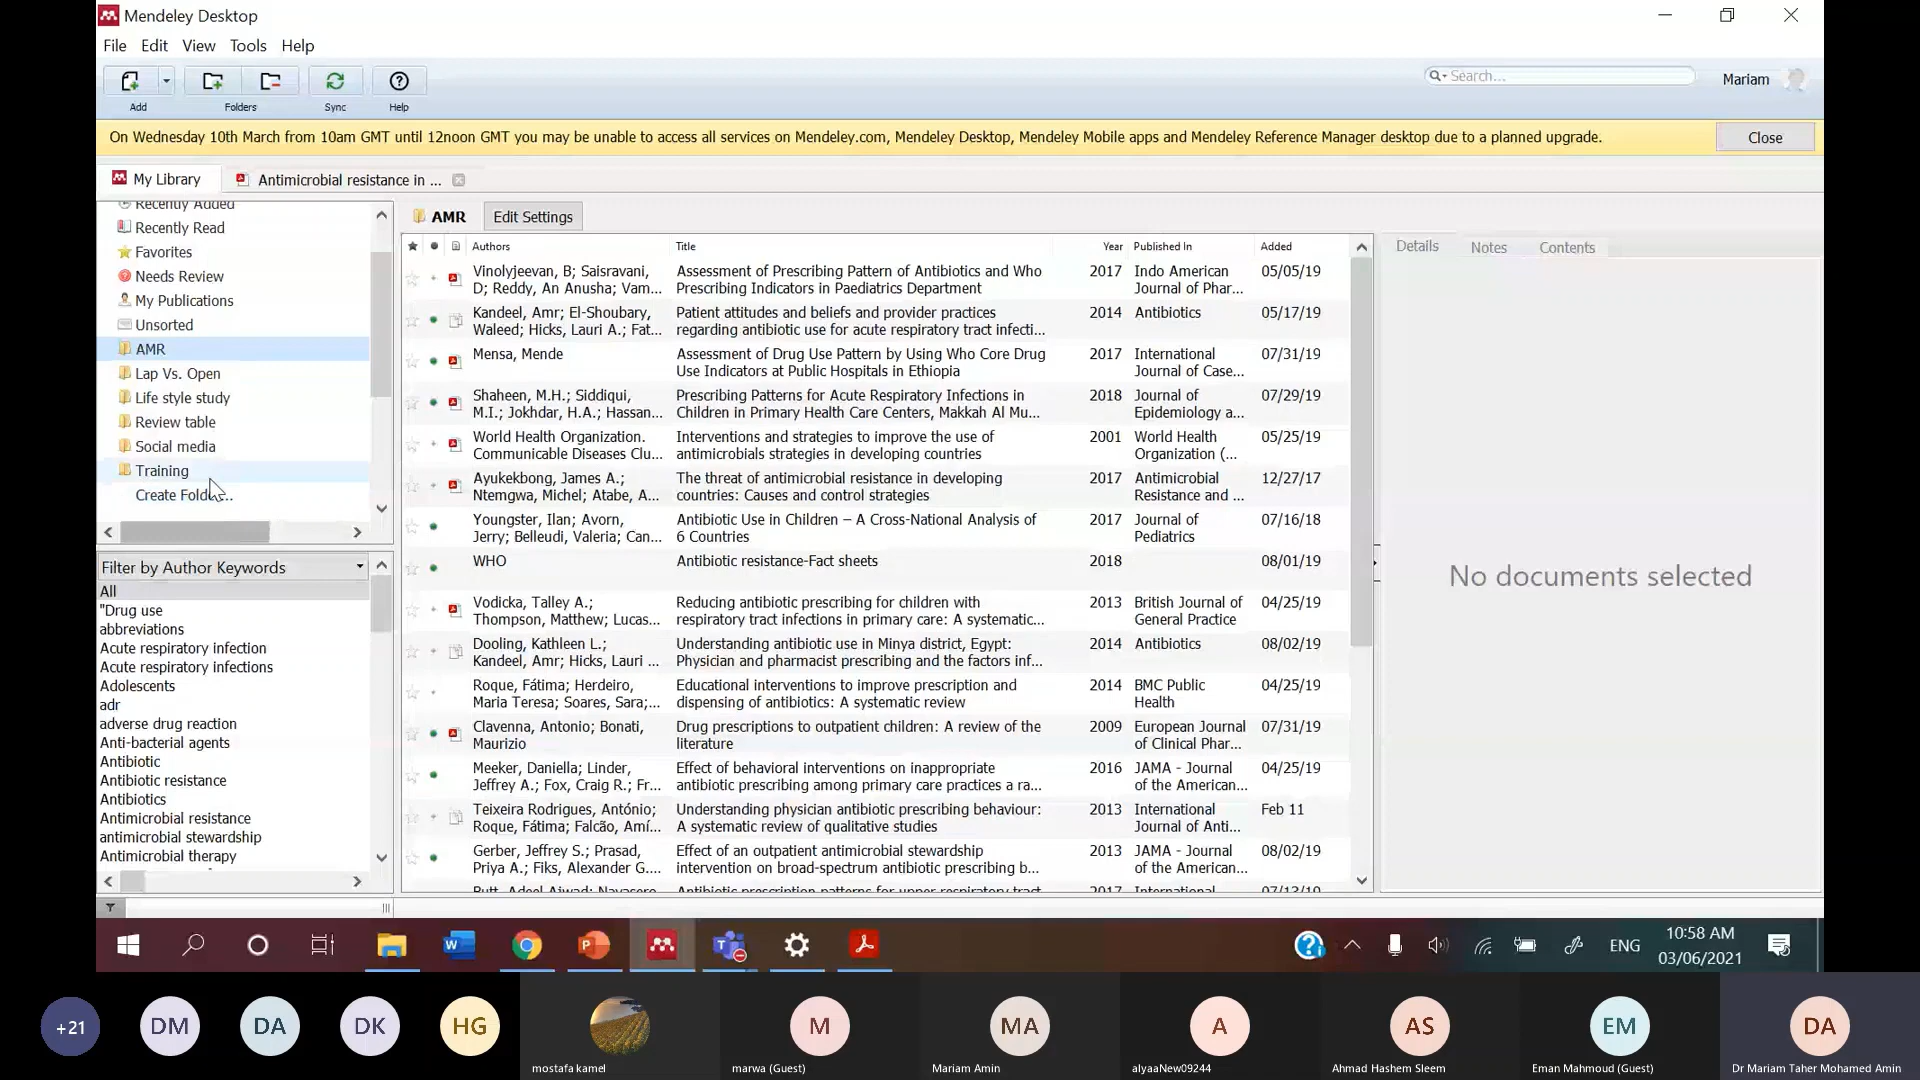 Mendeley Desktop
File Edit View Tools Help
Add Folders Sync Help
Search...
Mariam
On Wednesday 10th March from 10am GMT until 12noon GMT you may be unable to access all services on Mendeley.com, Mendeley Desktop, Mendeley Mobile apps and Mendeley Reference Manager desktop due to a planned upgrade.
Close
My Library
Antimicrobial resistance in ...
Recently Added
Recently Read
Favorites
Needs Review
My Publications
Unsorted
AMR
Lap Vs. Open
Life style study
Review table
Social media
Training
Create Folder...
Filter by Author Keywords
All
"Drug use
abbreviations
Acute respiratory infection
Acute respiratory infections
Adolescents
adr
adverse drug reaction
Anti-bacterial agents
Antibiotic
Antibiotic resistance
Antibiotics
Antimicrobial resistance
antimicrobial stewardship
Antimicrobial therapy
AMR
Edit Settings
Authors Title Year Published In Added
Vinolyjeevan, B; Saisravani, Assessment of Prescribing Pattern of Antibiotics and Who 2017 Indo American 05/05/19
D; Reddy, An Anusha; Vam... Prescribing Indicators in Paediatrics Department Journal of Phar...
Kandeel, Amr; El-Shoubary, Patient attitudes and beliefs and provider practices 2014 Antibiotics 05/17/19
Waleed; Hicks, Lauri A.; Fat... regarding antibiotic use for acute respiratory tract infecti...
Mensa, Mende Assessment of Drug Use Pattern by Using Who Core Drug 2017 International 07/31/19
Use Indicators at Public Hospitals in Ethiopia Journal of Case...
Shaheen, M.H.; Siddiqui, Prescribing Patterns for Acute Respiratory Infections in 2018 Journal of 07/29/19
M.I.; Jokhdar, H.A.; Hassan... Children in Primary Health Care Centers, Makkah Al Mu... Epidemiology a...
World Health Organization. Interventions and strategies to improve the use of 2001 World Health 05/25/19
Communicable Diseases Clu... antimicrobials strategies in developing countries Organization (...
Ayukekbong, James A.; The threat of antimicrobial resistance in developing 2017 Antimicrobial 12/27/17
Ntemgwa, Michel; Atabe, A... countries: Causes and control strategies Resistance and ...
Youngster, Ilan; Avorn, Antibiotic Use in Children – A Cross-National Analysis of 2017 Journal of 07/16/18
Jerry; Belleudi, Valeria; Can... 6 Countries Pediatrics
WHO Antibiotic resistance-Fact sheets 2018 08/01/19
Vodicka, Talley A.; Reducing antibiotic prescribing for children with 2013 British Journal of 04/25/19
Thompson, Matthew; Lucas... respiratory tract infections in primary care: A systematic... General Practice
Dooling, Kathleen L.; Understanding antibiotic use in Minya district, Egypt: 2014 Antibiotics 08/02/19
Kandeel, Amr; Hicks, Lauri ... Physician and pharmacist prescribing and the factors inf...
Roque, Fátima; Herdeiro, Educational interventions to improve prescription and 2014 BMC Public 04/25/19
Maria Teresa; Soares, Sara;... dispensing of antibiotics: A systematic review Health
Clavenna, Antonio; Bonati, Drug prescriptions to outpatient children: A review of the 2009 European Journal 07/31/19
Maurizio literature of Clinical Phar...
Meeker, Daniella; Linder, Effect of behavioral interventions on inappropriate 2016 JAMA - Journal 04/25/19
Jeffrey A.; Fox, Craig R.; Fr... antibiotic prescribing among primary care practices a ra... of the American...
Teixeira Rodrigues, António; Understanding physician antibiotic prescribing behaviour: 2013 International Feb 11
Roque, Fátima; Falcão, Amí... A systematic review of qualitative studies Journal of Anti...
Gerber, Jeffrey S.; Prasad, Effect of an outpatient antimicrobial stewardship 2013 JAMA - Journal 08/02/19
Priya A.; Fiks, Alexander G.... intervention on broad-spectrum antibiotic prescribing b... of the American...
Butt, Adeel Ajwad; Navasero, Antibiotic prescription patterns for upper respiratory tract 2017 International 07/13/19
Details Notes Contents
No documents selected
ENG
10:58 AM
03/06/2021
+21 DM DA DK HG M MA A AS EM DA
mostafa kamel marwa (Guest) Mariam Amin alyaaNew09244 Ahmad Hashem Sleem Eman Mahmoud (Guest) Dr Mariam Taher Mohamed Amin